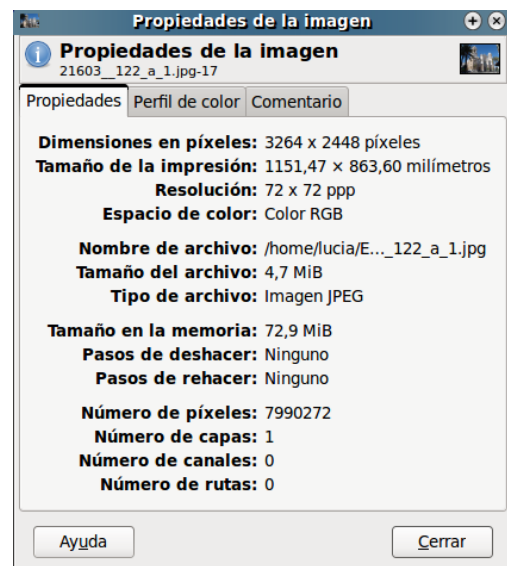 Propiedades de la imagen
Propiedades de la imagen
21603__122_a_1.jpg-17
Propiedades Perfil de color Comentario
Dimensiones en píxeles: 3264 x 2448 píxeles
Tamaño de la impresión: 1151,47 × 863,60 milímetros
Resolución: 72 x 72 ppp
Espacio de color: Color RGB
Nombre de archivo: /home/lucia/E..._122_a_1.jpg
Tamaño del archivo: 4,7 MiB
Tipo de archivo: Imagen JPEG
Tamaño en la memoria: 72,9 MiB
Pasos de deshacer: Ninguno
Pasos de rehacer: Ninguno
Número de píxeles: 7990272
Número de capas: 1
Número de canales: 0
Número de rutas: 0
Ayuda Cerrar